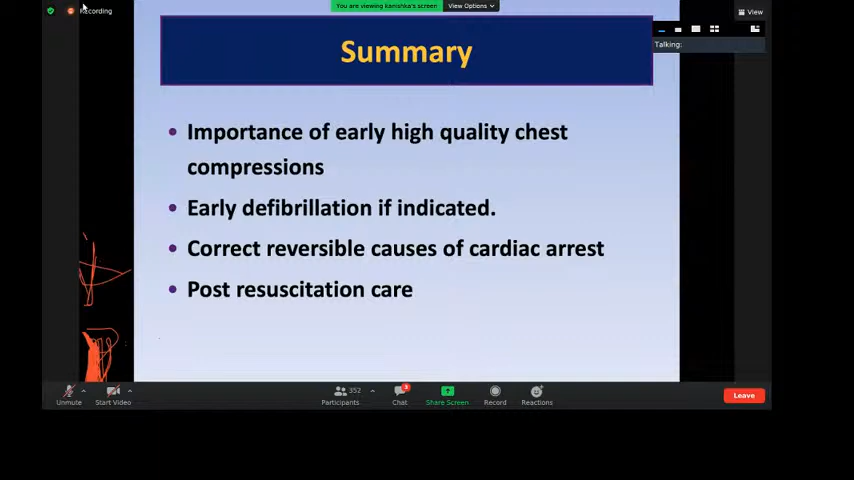 Recording
You are viewing kanishka's screen
View Options
View
Talking:
Summary
• Importance of early high quality chest
compressions
• Early defibrillation if indicated.
• Correct reversible causes of cardiac arrest
• Post resuscitation care
Unmute
Start Video
352
Participants
3
Chat
Share Screen
Record
Reactions
Leave